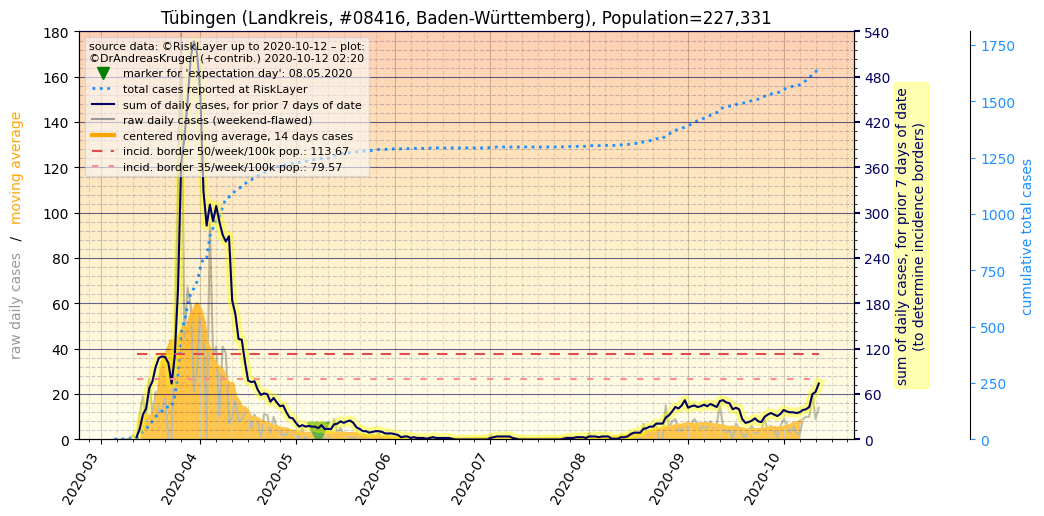 Tübingen (Landkreis, #08416, Baden-Württemberg), Population=227,331
source data: ©RiskLayer up to 2020-10-12 – plot:
©DrAndreasKruger (+contrib.) 2020-10-12 02:20
marker for 'expectation day': 08.05.2020
total cases reported at RiskLayer
sum of daily cases, for prior 7 days of date
raw daily cases (weekend-flawed)
centered moving average, 14 days cases
incid. border 50/week/100k pop.: 113.67
incid. border 35/week/100k pop.: 79.57
raw daily cases / moving average
180
160
140
120
100
80
60
40
20
0
2020-03
2020-04
2020-05
2020-06
2020-07
2020-08
2020-09
2020-10
540
480
420
360
300
240
180
120
60
0
sum of daily cases, for prior 7 days of date
(to determine incidence borders)
1750
1500
1250
1000
750
500
250
0
cumulative total cases